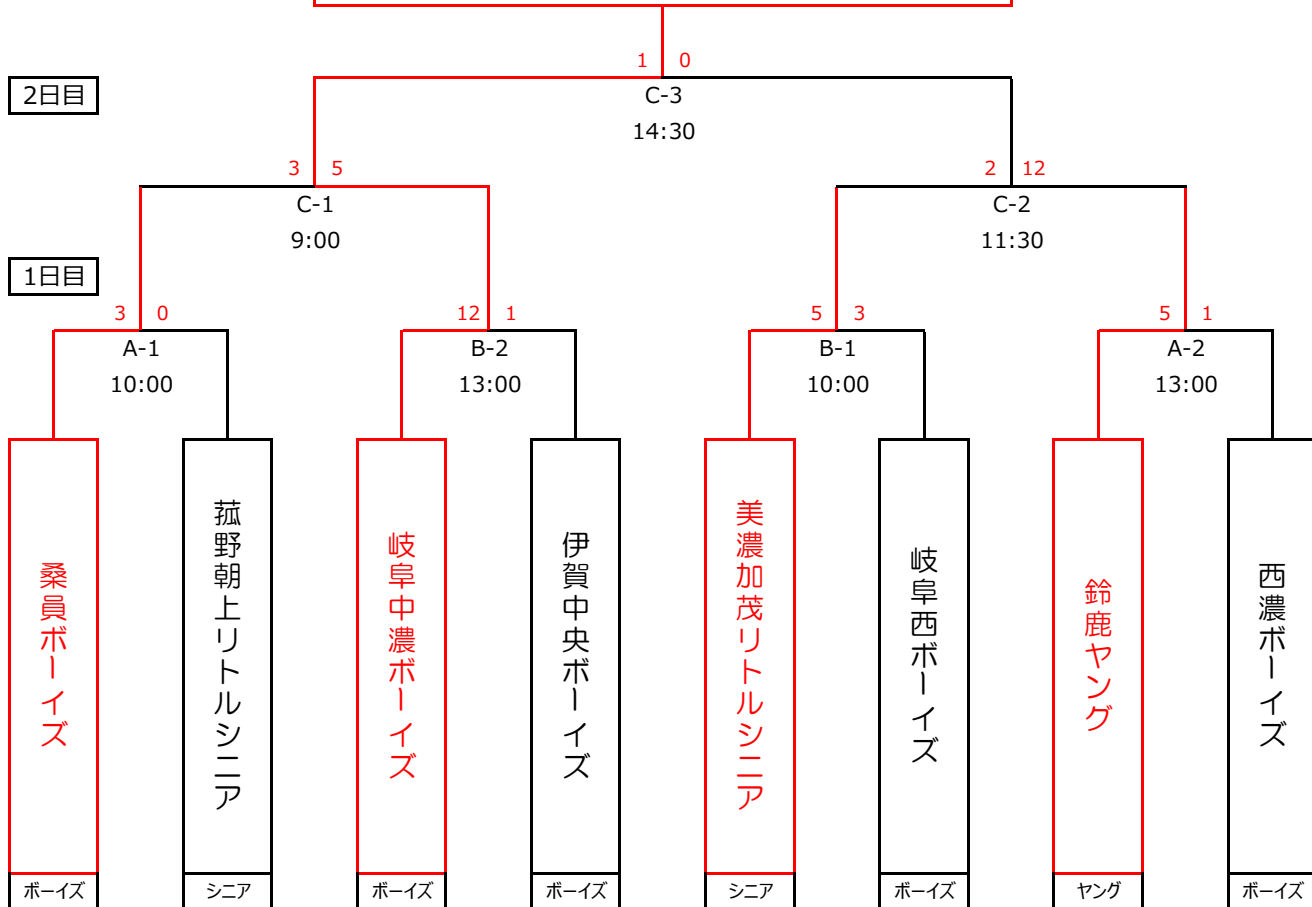 1 0
2日目
C-3
14:30
3 5
2 12
C-1
C-2
9:00
11:30
1日目
3 0
12 1
5 3
5 1
A-1
B-2
B-1
A-2
10:00
13:00
10:00
13:00
桑員ボーイズ
菰野朝上リトルシニア
岐阜中濃ボーイズ
伊賀中央ボーイズ
美濃加茂リトルシニア
岐阜西ボーイズ
鈴鹿ヤング
西濃ボーイズ
ボーイズ
シニア
ボーイズ
ボーイズ
シニア
ボーイズ
ヤング
ボーイズ